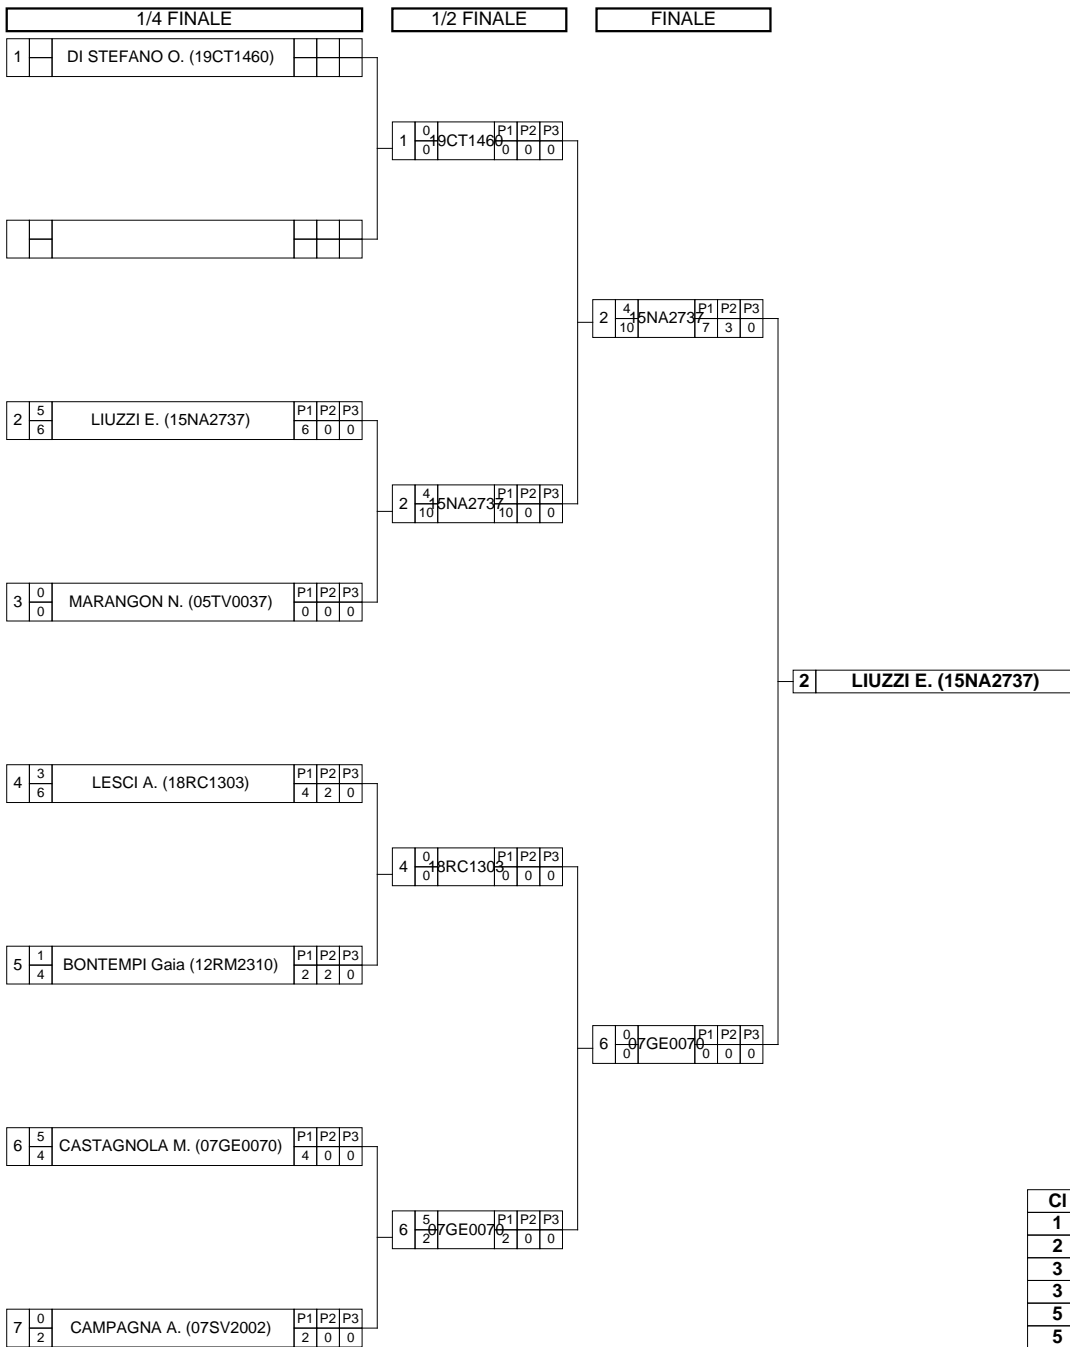 1/4 FINALE 1/2 FINALE FINALE
1 DI STEFANO O. (19CT1460)
1 0 0 19CT1460 P1 P2 P3 0 0 0
2 4 10 15NA2737 P1 P2 P3 7 3 0
2 5 6 LIUZZI E. (15NA2737) P1 P2 P3 6 0 0
2 4 10 15NA2737 P1 P2 P3 10 0 0
3 0 0 MARANGON N. (05TV0037) P1 P2 P3 0 0 0
2 LIUZZI E. (15NA2737)
4 3 6 LESCI A. (18RC1303) P1 P2 P3 4 2 0
4 0 0 18RC1303 P1 P2 P3 0 0 0
5 1 4 BONTEMPI Gaia (12RM2310) P1 P2 P3 2 2 0
6 0 0 07GE0070 P1 P2 P3 0 0 0
6 5 4 CASTAGNOLA M. (07GE0070) P1 P2 P3 4 0 0
6 5 2 07GE0070 P1 P2 P3 2 0 0
7 0 2 CAMPAGNA A. (07SV2002) P1 P2 P3 2 0 0
Cl
1
2
3
3
5
5